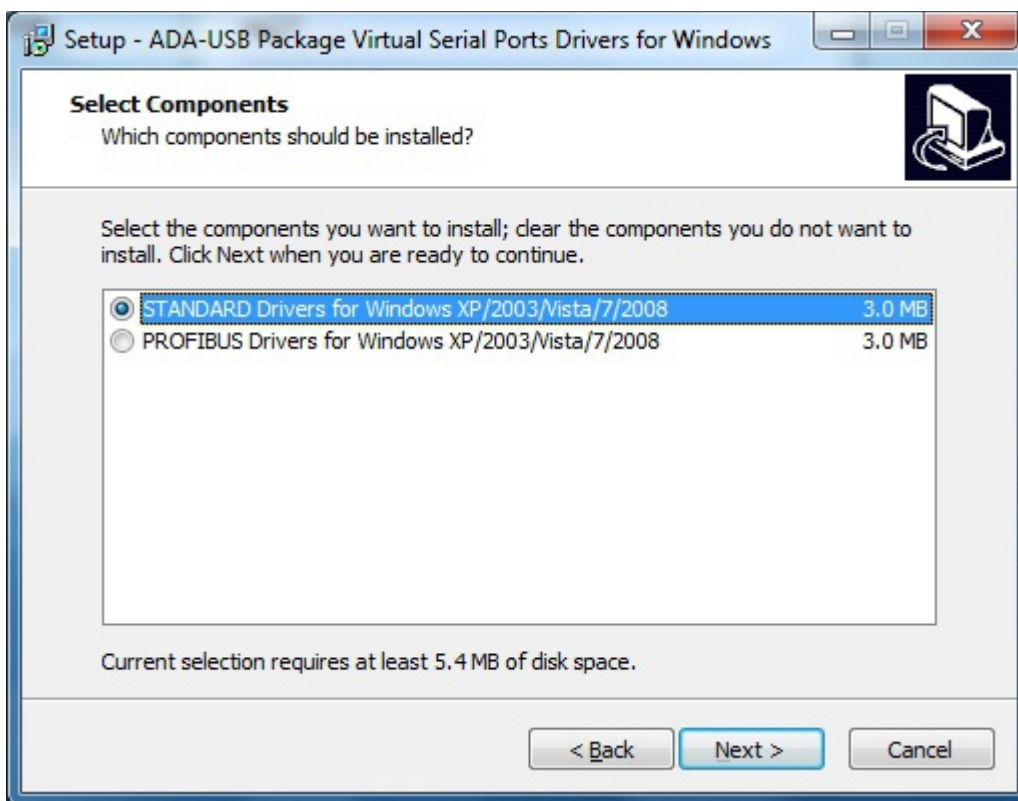 Setup - ADA-USB Package Virtual Serial Ports Drivers for Windows
Select Components
Which components should be installed?
Select the components you want to install; clear the components you do not want to
install. Click Next when you are ready to continue.
STANDARD Drivers for Windows XP/2003/Vista/7/2008 3.0 MB
PROFIBUS Drivers for Windows XP/2003/Vista/7/2008 3.0 MB
Current selection requires at least 5.4 MB of disk space.
< Back Next > Cancel